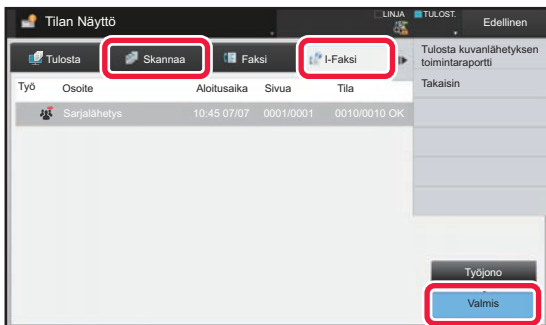 Tilan Näyttö
LINJA
TULOST.
Edellinen
Tulosta
Skannaa
Faksi
I-Faksi
Tulosta kuvanlähetyksen
toimintaraportti
Takaisin
Työ Osoite Aloitusaika Sivua Tila
Sarjalähetys 10:45 07/07 0001/0001 0010/0010 OK
Työjono
Valmis